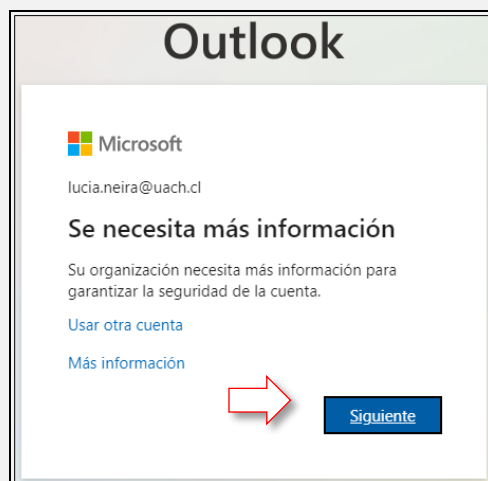 Outlook
Microsoft
lucia.neira@uach.cl
Se necesita más información
Su organización necesita más información para
garantizar la seguridad de la cuenta.
Usar otra cuenta
Más información
Siguiente